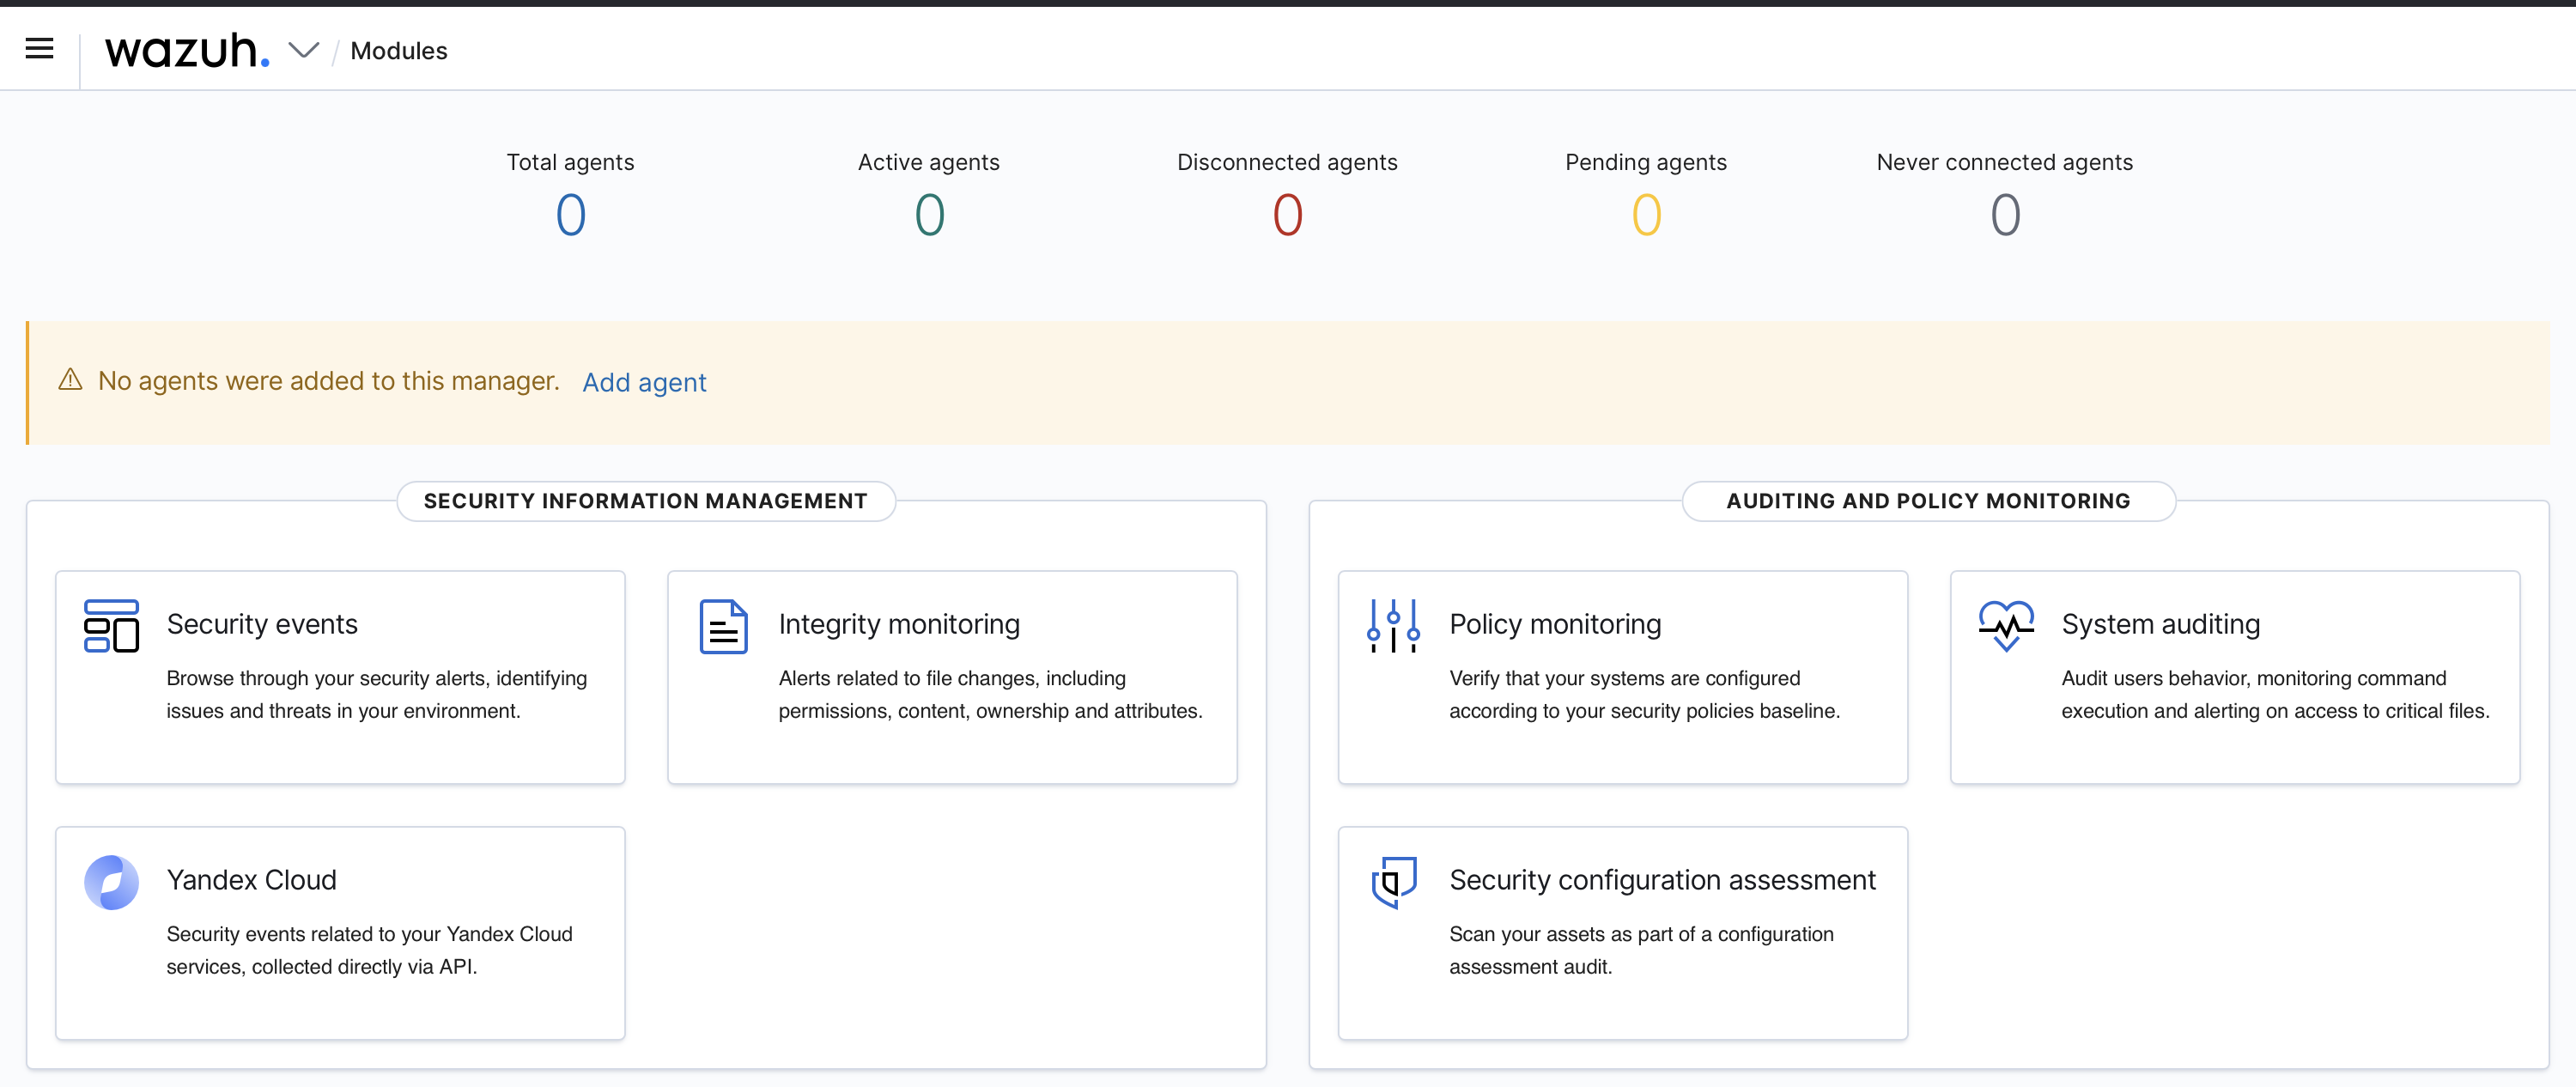 wazuh. / Modules
Total agents
0
Active agents
0
Disconnected agents
0
Pending agents
0
Never connected agents
0
No agents were added to this manager. Add agent
SECURITY INFORMATION MANAGEMENT
Security events
Browse through your security alerts, identifying
issues and threats in your environment.
Integrity monitoring
Alerts related to file changes, including
permissions, content, ownership and attributes.
Yandex Cloud
Security events related to your Yandex Cloud
services, collected directly via API.
AUDITING AND POLICY MONITORING
Policy monitoring
Verify that your systems are configured
according to your security policies baseline.
System auditing
Audit users behavior, monitoring command
execution and alerting on access to critical files.
Security configuration assessment
Scan your assets as part of a configuration
assessment audit.